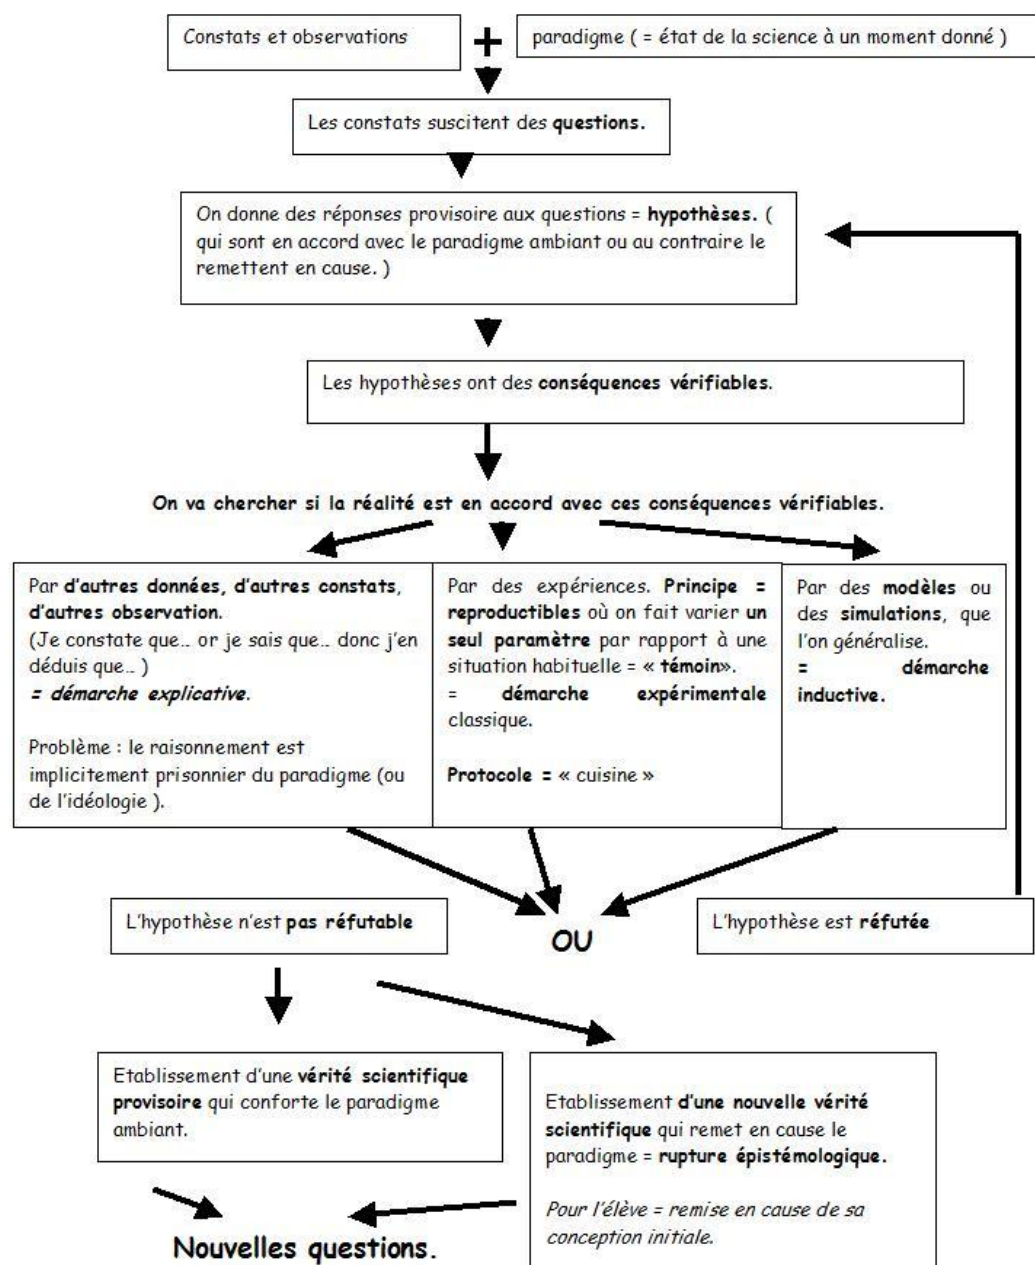 Constats et observations
+
paradigme ( = état de la science à un moment donné )
Les constats suscitent des questions.
On donne des réponses provisoire aux questions = hypothèses. (
qui sont en accord avec le paradigme ambiant ou au contraire le
remettent en cause. )
Les hypothèses ont des conséquences vérifiables.
On va chercher si la réalité est en accord avec ces conséquences vérifiables.
Par d'autres données, d'autres constats,
d'autres observation.
(Je constate que... or je sais que... donc j'en
déduis que... )
= démarche explicative.
Problème : le raisonnement est
implicitement prisonnier du paradigme (ou
de l'idéologie ).
Par des expériences. Principe =
reproductibles où on fait varier un
seul paramètre par rapport à une
situation habituelle = « témoin».
= démarche expérimentale
classique.
Protocole = « cuisine »
Par des modèles ou
des simulations, que
l'on généralise.
= démarche
inductive.
L'hypothèse n'est pas réfutable
OU
L'hypothèse est réfutée
Etablissement d'une vérité scientifique
provisoire qui conforte le paradigme
ambiant.
Etablissement d'une nouvelle vérité
scientifique qui remet en cause le
paradigme = rupture épistémologique.
Pour l'élève = remise en cause de sa
conception initiale.
Nouvelles questions.